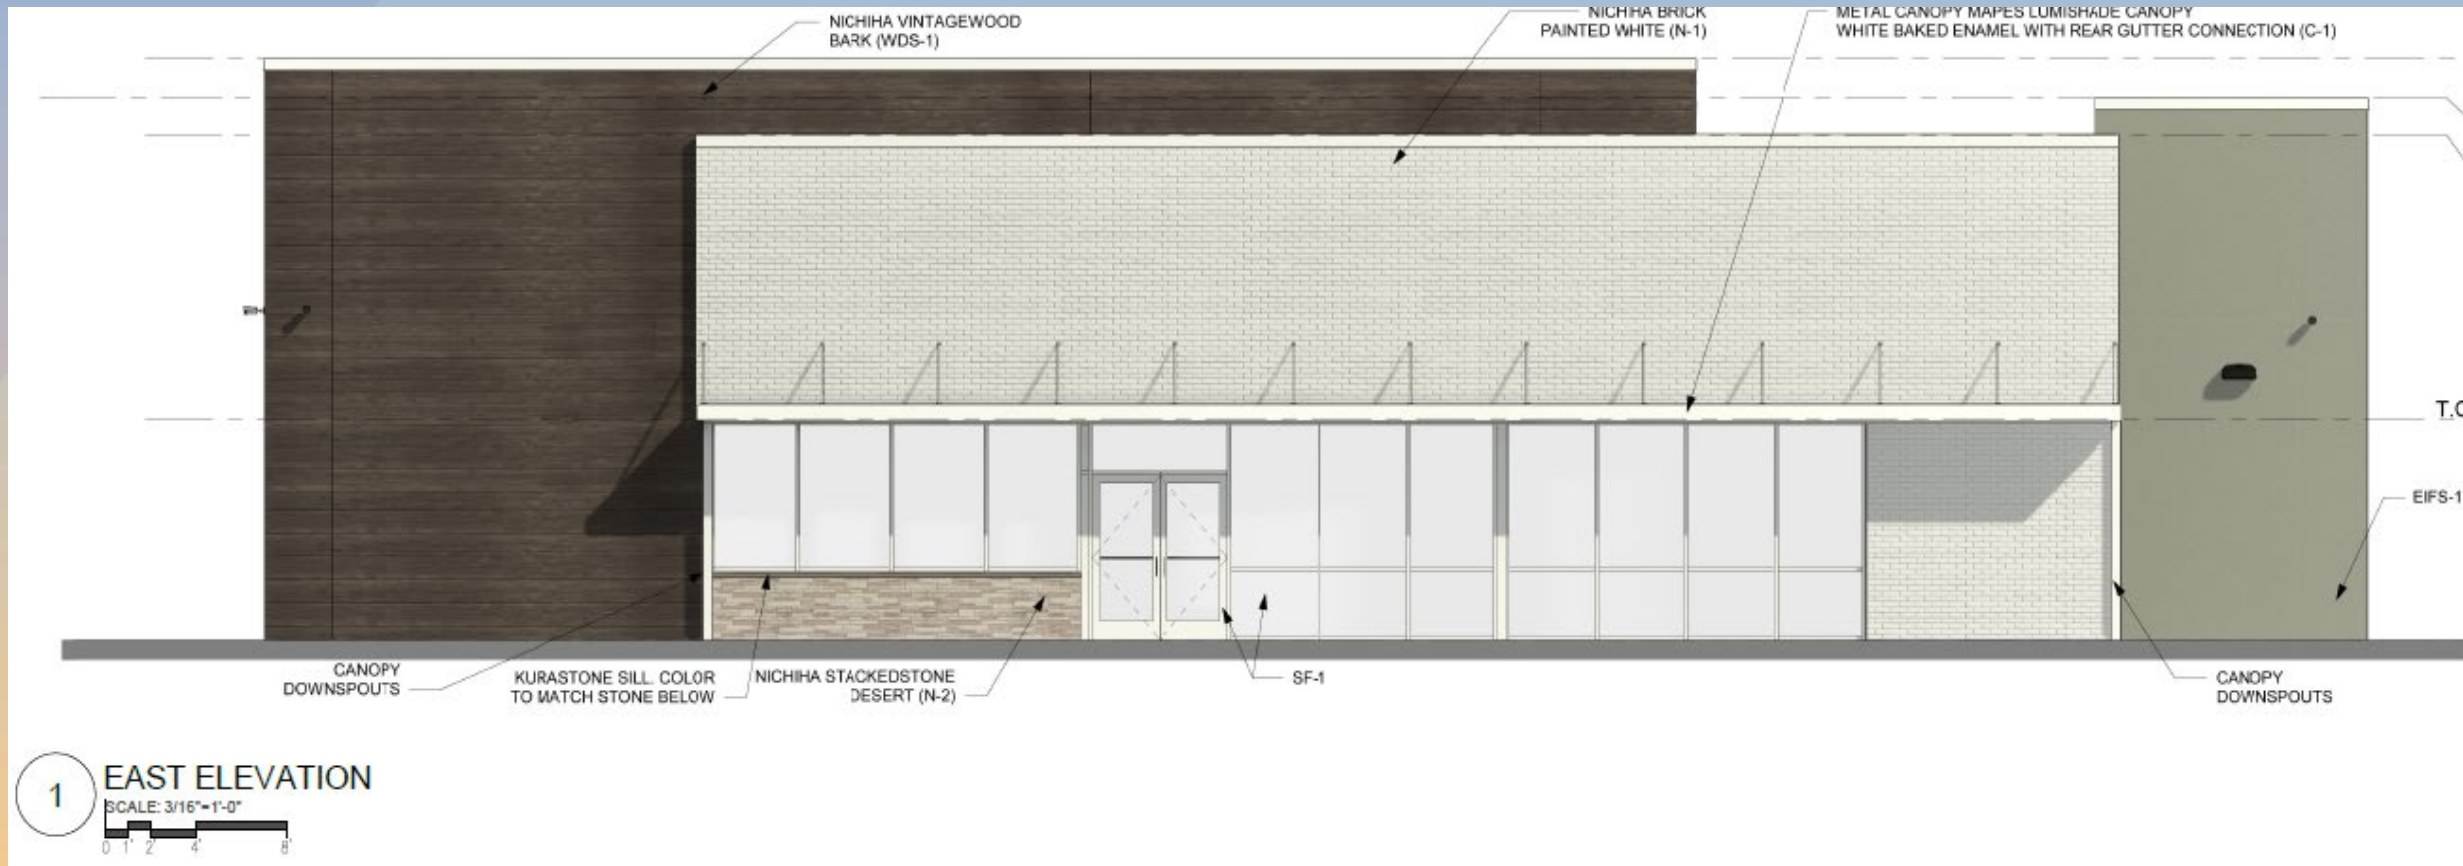 NICHIHA VINTAGEWOOD
BARK (WDS-1)
NICHIHA BRICK
PAINTED WHITE (N-1)
METAL CANOPY MAPES LUMISHADE CANOPY
WHITE BAKED ENAMEL WITH REAR GUTTER CONNECTION (C-1)
EIFS-1
CANOPY
DOWNSPOUTS
KURASTONE SILL. COLOR
TO MATCH STONE BELOW
NICHIHA STACKEDSTONE
DESERT (N-2)
SF-1
CANOPY
DOWNSPOUTS
1
EAST ELEVATION
SCALE: 3/16"=1'-0"
0 1' 2' 4' 8'